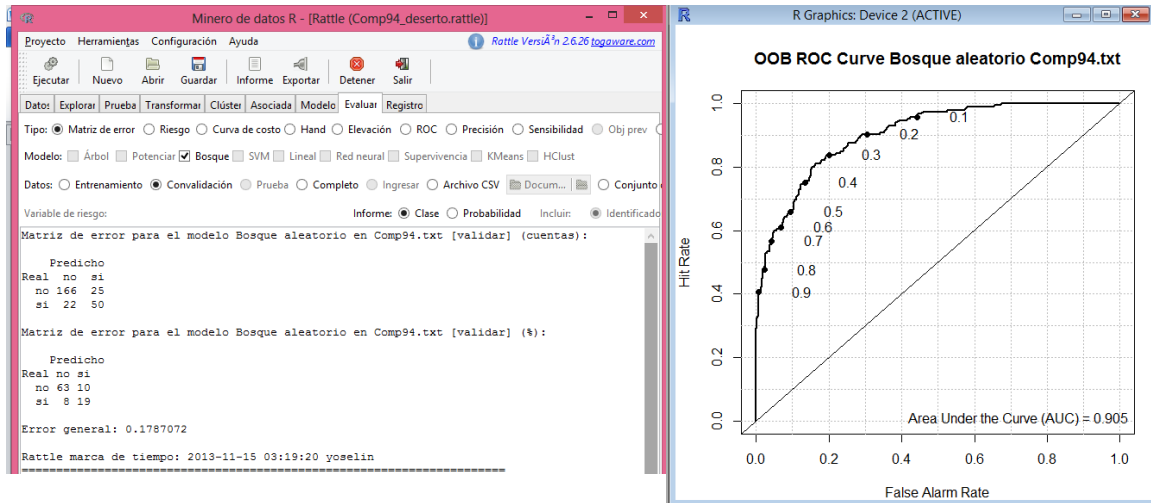 Minero de datos R - [Rattle (Comp94_deserto.rattle)]
Proyecto Herramientas Configuración Ayuda
Rattle VersiÃ³n 2.6.26 togaware.com
Ejecutar Nuevo Abrir Guardar Informe Exportar Detener Salir
Datos Explorar Prueba Transformar Clúster Asociada Modelo Evaluar Registro
Tipo: Matriz de error Riesgo Curva de costo Hand Elevación ROC Precisión Sensibilidad Obj prev
Modelo: Árbol Potenciar Bosque SVM Lineal Red neural Supervivencia KMeans HClust
Datos: Entrenamiento Convalidación Prueba Completo Ingresar Archivo CSV Docum... Conjunto
Variable de riesgo: Informe: Clase Probabilidad Incluir: Identificado
Matriz de error para el modelo Bosque aleatorio en Comp94.txt [validar] (cuentas):
Predicho
Real no si
no 166 25
si 22 50
Matriz de error para el modelo Bosque aleatorio en Comp94.txt [validar] (%):
Predicho
Real no si
no 63 10
si 8 19
Error general: 0.1787072
Rattle marca de tiempo: 2013-11-15 03:19:20 yoselin
======================================================================
R Graphics: Device 2 (ACTIVE)
OOB ROC Curve Bosque aleatorio Comp94.txt
Hit Rate
1.0
0.8
0.6
0.4
0.2
0.0
0.1
0.2
0.3
0.4
0.5
0.6
0.7
0.8
0.9
Area Under the Curve (AUC) = 0.905
0.0 0.2 0.4 0.6 0.8 1.0
False Alarm Rate